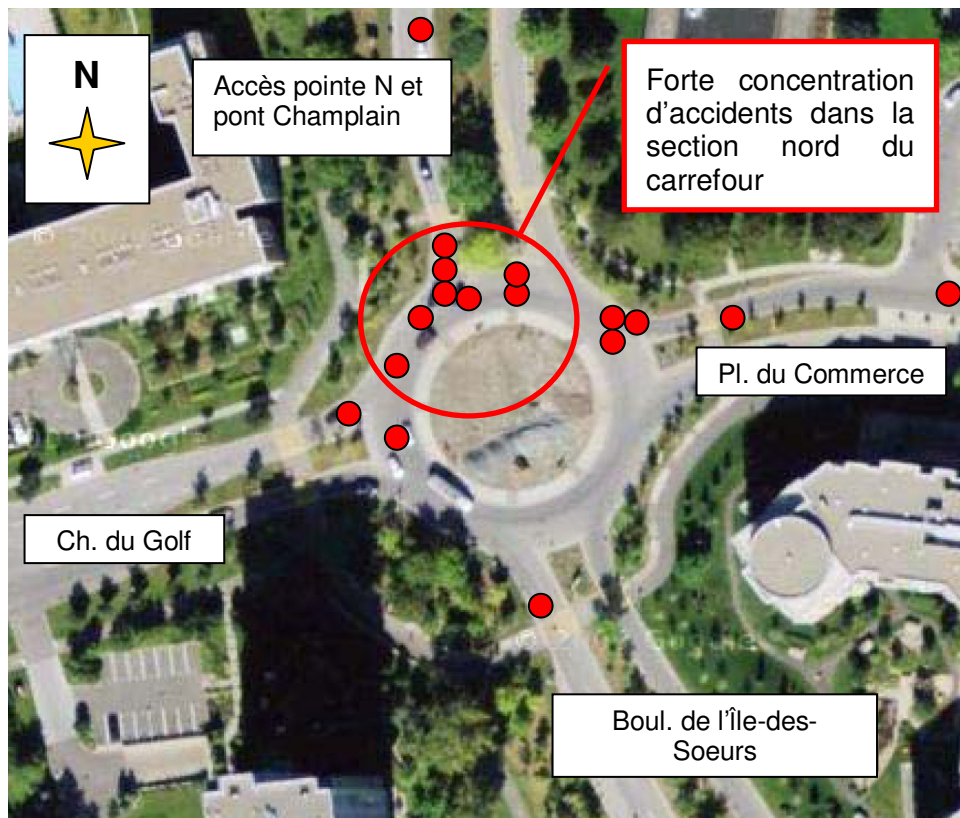 N
Accès pointe N et
pont Champlain
Forte concentration
d'accidents dans la
section nord du
carrefour
Pl. du Commerce
Ch. du Golf
Boul. de l'Île-des-
Soeurs